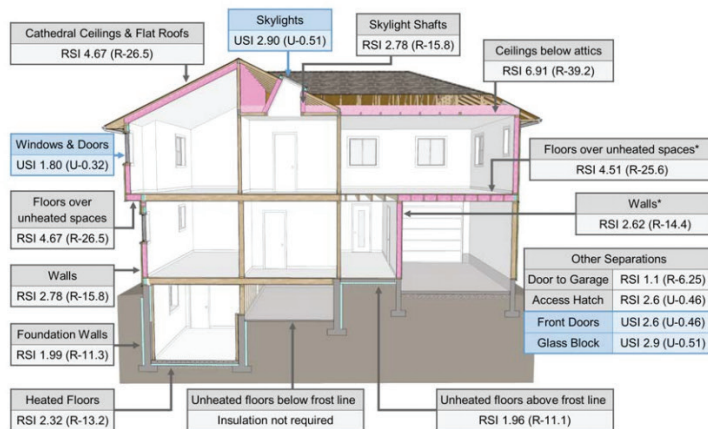 Skylights
USI 2.90 (U-0.51)
Cathedral Ceilings & Flat Roofs
RSI 4.67 (R-26.5)
Skylight Shafts
RSI 2.78 (R-15.8)
Ceilings below attics
RSI 6.91 (R-39.2)
Windows & Doors
USI 1.80 (U-0.32)
Floors over unheated spaces*
RSI 4.51 (R-25.6)
Floors over
unheated spaces
RSI 4.67 (R-26.5)
Walls*
RSI 2.62 (R-14.4)
Walls
RSI 2.78 (R-15.8)
Other Separations
Door to Garage RSI 1.1 (R-6.25)
Access Hatch RSI 2.6 (U-0.46)
Front Doors USI 2.6 (U-0.46)
Glass Block USI 2.9 (U-0.51)
Foundation Walls
RSI 1.99 (R-11.3)
Heated Floors
RSI 2.32 (R-13.2)
Unheated floors below frost line
Insulation not required
Unheated floors above frost line
RSI 1.96 (R-11.1)